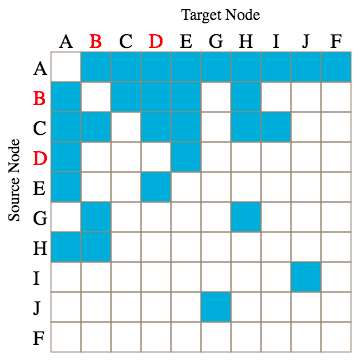 Target Node
A B C D E G H I J F
Source Node
A
B
C
D
E
G
H
I
J
F